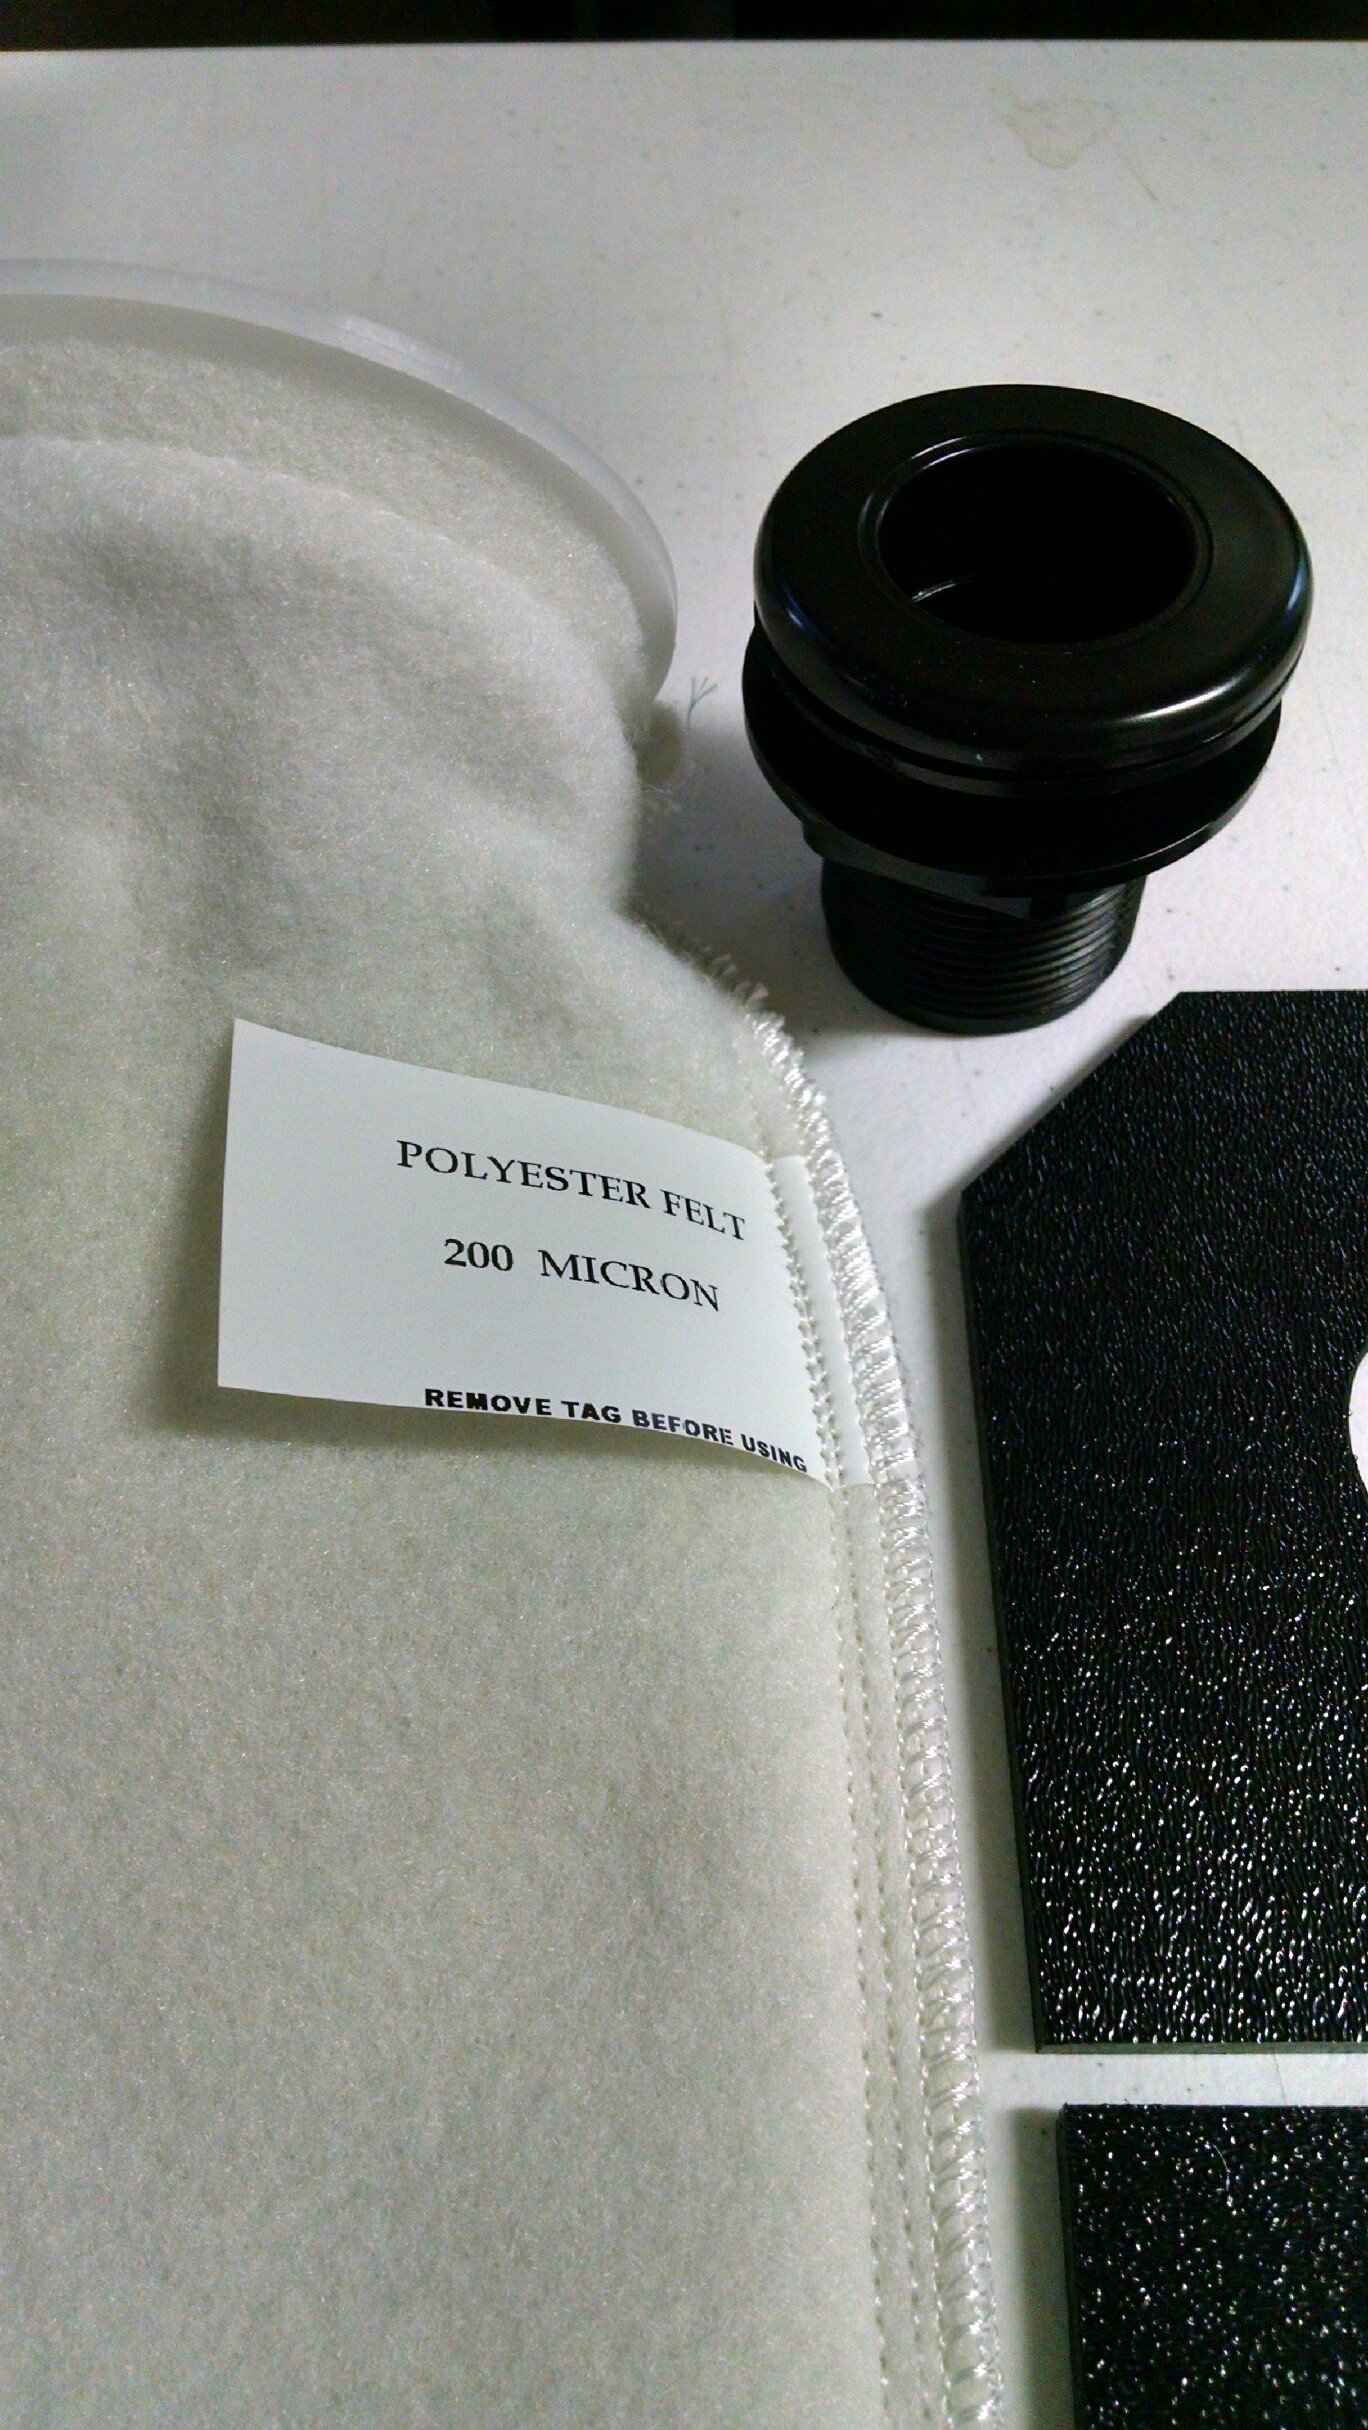 POLYESTER FELT
200 MICRON
REMOVE TAG BEFORE USING